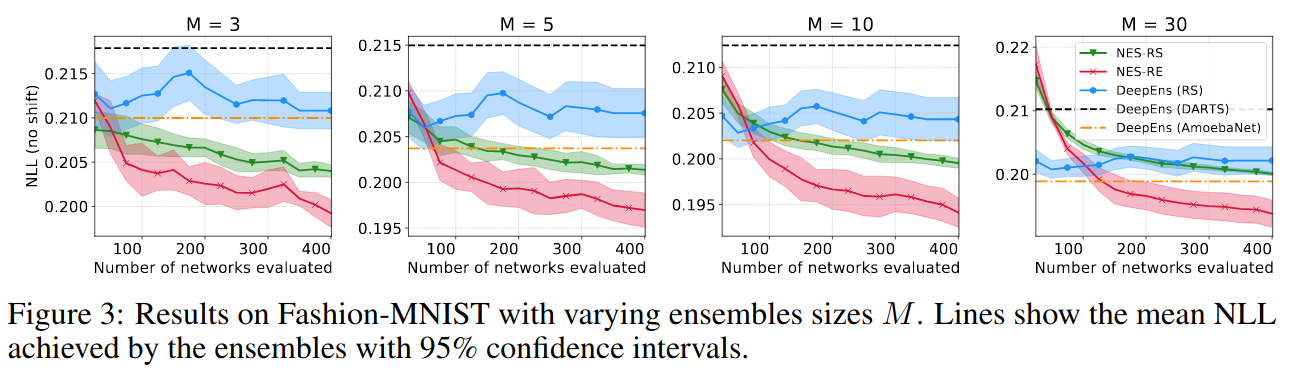 M = 3
NLL (no shift)
0.215
0.210
0.205
0.200
100 200 300 400
Number of networks evaluated
M = 5
0.215
0.210
0.205
0.200
0.195
100 200 300 400
Number of networks evaluated
M = 10
0.210
0.205
0.200
0.195
100 200 300 400
Number of networks evaluated
M = 30
0.22
0.21
0.20
100 200 300 400
Number of networks evaluated
NES-RS
NES-RE
DeepEns (RS)
DeepEns (DARTS)
DeepEns (AmoebaNet)
Figure 3: Results on Fashion-MNIST with varying ensembles sizes M. Lines show the mean NLL
achieved by the ensembles with 95% confidence intervals.